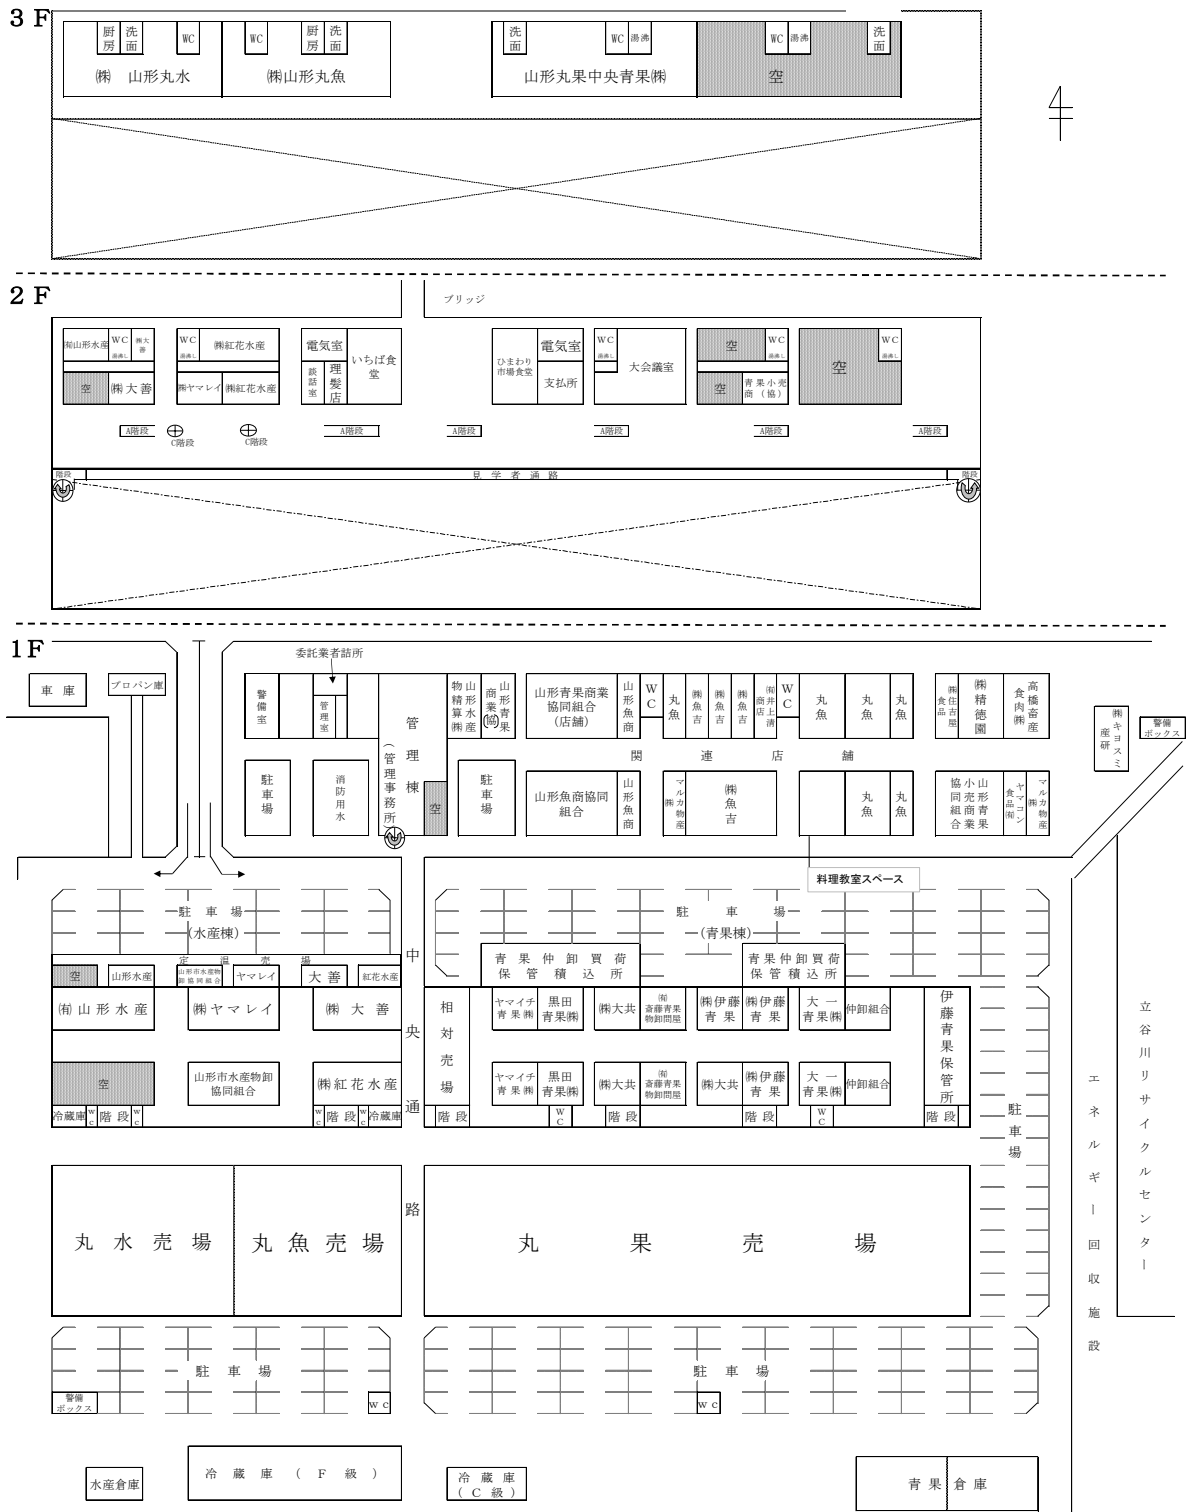 3 F
厨房
洗面
WC
WC
厨房
洗面
洗面
WC
湯沸
WC
湯沸
洗面
㈱ 山形丸水
㈱山形丸魚
山形丸果中央青果㈱
空
2 F
ブリッジ
㈲山形水産
WC
湯沸し
㈱大善
WC
湯沸し
㈱紅花水産
電気室
いちば食堂
ひまわり市場食堂
電気室
WC
湯沸し
大会議室
空
WC
湯沸し
空
WC
湯沸し
空
㈱大善
㈱ヤマレイ
㈱紅花水産
談話室
理髪店
支払所
空
青果小売商(協)
A階段
C階段
C階段
A階段
A階段
A階段
A階段
A階段
階段
見学者通路
階段
1F
委託業者詰所
車庫
プロパン庫
警備室
管理室
管理棟
(管理事務所)
山形水産物精算㈱
山形青果商業(協)
山形青果商業協同組合(店舗)
山形魚商
WC
丸魚
㈱魚吉
㈱魚吉
㈱魚吉
㈲井上清商店
WC
丸魚
丸魚
丸魚
㈱住吉屋食品
㈱精徳園
高橋畜産食肉㈱
㈱キヨスミ産研
警備ボックス
関連店舗
駐車場
消防用水
空
駐車場
山形魚商協同組合
山形魚商
マルカ物産㈱
㈱魚吉
丸魚
丸魚
山形青果小売商業協同組合
ヤマコン食品㈲
マルカ物産㈱
料理教室スペース
駐車場
(水産棟)
駐車場
(青果棟)
定温売場
青果仲卸買荷
保管積込所
青果仲卸買荷
保管積込所
空
山形水産
山形市水産物卸協同組合
ヤマレイ
大善
紅花水産
㈲山形水産
㈱ヤマレイ
㈱大善
相対売場
ヤマイチ青果㈱
黒田青果㈱
㈱大共
㈲斎藤青果物卸問屋
㈱伊藤青果
㈱伊藤青果
大一青果㈱
仲卸組合
伊藤青果保管所
空
山形市水産物卸協同組合
㈱紅花水産
ヤマイチ青果㈱
黒田青果㈱
㈱大共
㈲斎藤青果物卸問屋
㈱大共
㈱伊藤青果
大一青果㈱
仲卸組合
冷蔵庫
wc
階段
wc
wc
階段
wc
冷蔵庫
階段
WC
階段
階段
WC
階段
中央通路
駐車場
エネルギー回収施設
立谷川リサイクルセンター
丸水売場
丸魚売場
丸果売場
駐車場
駐車場
警備ボックス
wc
wc
水産倉庫
冷蔵庫(F級)
冷蔵庫
(C級)
青果倉庫